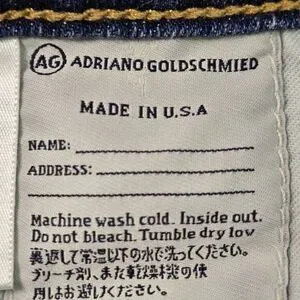 AG ADRIANO GOLDSCHMIED
MADE IN U.S.A
NAME:
ADDRESS:
Machine wash cold. Inside out.
Do not bleach. Tumble dry low
裏返して常温以下の水で洗ってください。
ブリーチ剤、また乾燥機の使
用はお避けください。